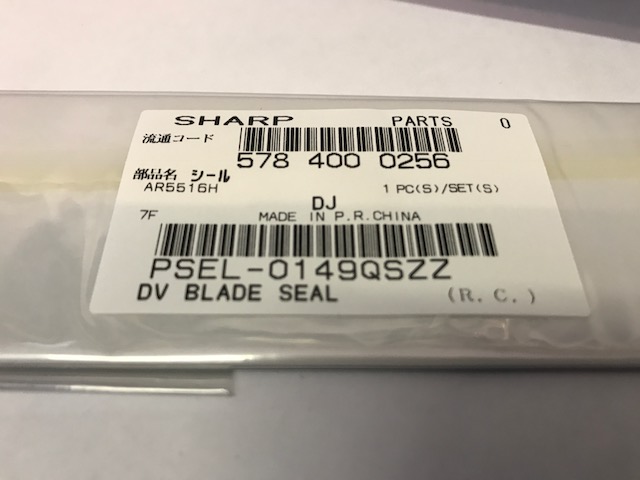 SHARP PARTS 0
流通コード
578 400 0256
部品名 シール
AR5516H 1 PC(S)/SET(S)
DJ
7F MADE IN P.R.CHINA
PSEL-0149QSZZ
DV BLADE SEAL (R.C.)